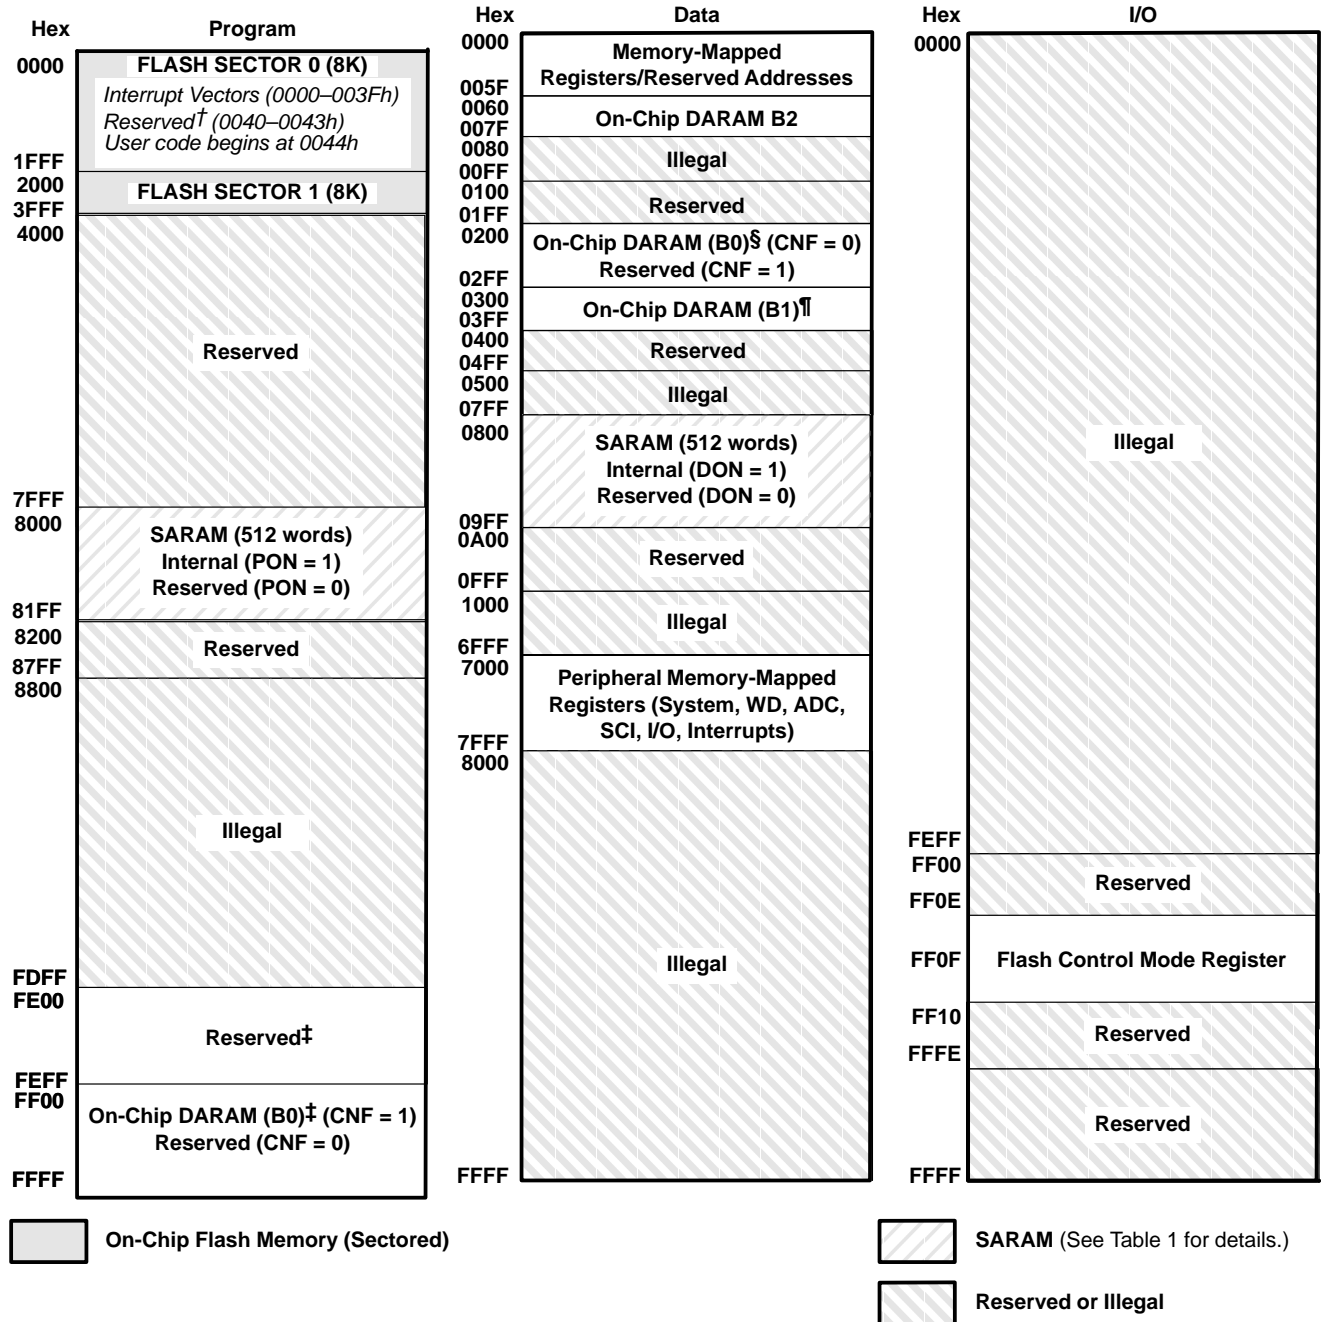 Hex Program
0000
FLASH SECTOR 0 (8K)
Interrupt Vectors (0000–003Fh)
Reserved† (0040–0043h)
User code begins at 0044h
1FFF
2000
FLASH SECTOR 1 (8K)
3FFF
4000
Reserved
7FFF
8000
SARAM (512 words)
Internal (PON = 1)
Reserved (PON = 0)
81FF
8200
Reserved
87FF
8800
Illegal
FDFF
FE00
Reserved‡
FEFF
FF00
On-Chip DARAM (B0)‡ (CNF = 1)
Reserved (CNF = 0)
FFFF
Hex Data
0000
Memory-Mapped
Registers/Reserved Addresses
005F
0060
On-Chip DARAM B2
007F
0080
Illegal
00FF
0100
Reserved
01FF
0200
On-Chip DARAM (B0)§ (CNF = 0)
Reserved (CNF = 1)
02FF
0300
On-Chip DARAM (B1)¶
03FF
0400
Reserved
04FF
0500
Illegal
07FF
0800
SARAM (512 words)
Internal (DON = 1)
Reserved (DON = 0)
09FF
0A00
Reserved
0FFF
1000
Illegal
6FFF
7000
Peripheral Memory-Mapped
Registers (System, WD, ADC,
SCI, I/O, Interrupts)
7FFF
8000
Illegal
FFFF
Hex I/O
0000
Illegal
FEFF
FF00
Reserved
FF0E
FF0F Flash Control Mode Register
FF10
Reserved
FFFE
Reserved
FFFF
On-Chip Flash Memory (Sectored)
SARAM (See Table 1 for details.)
Reserved or Illegal